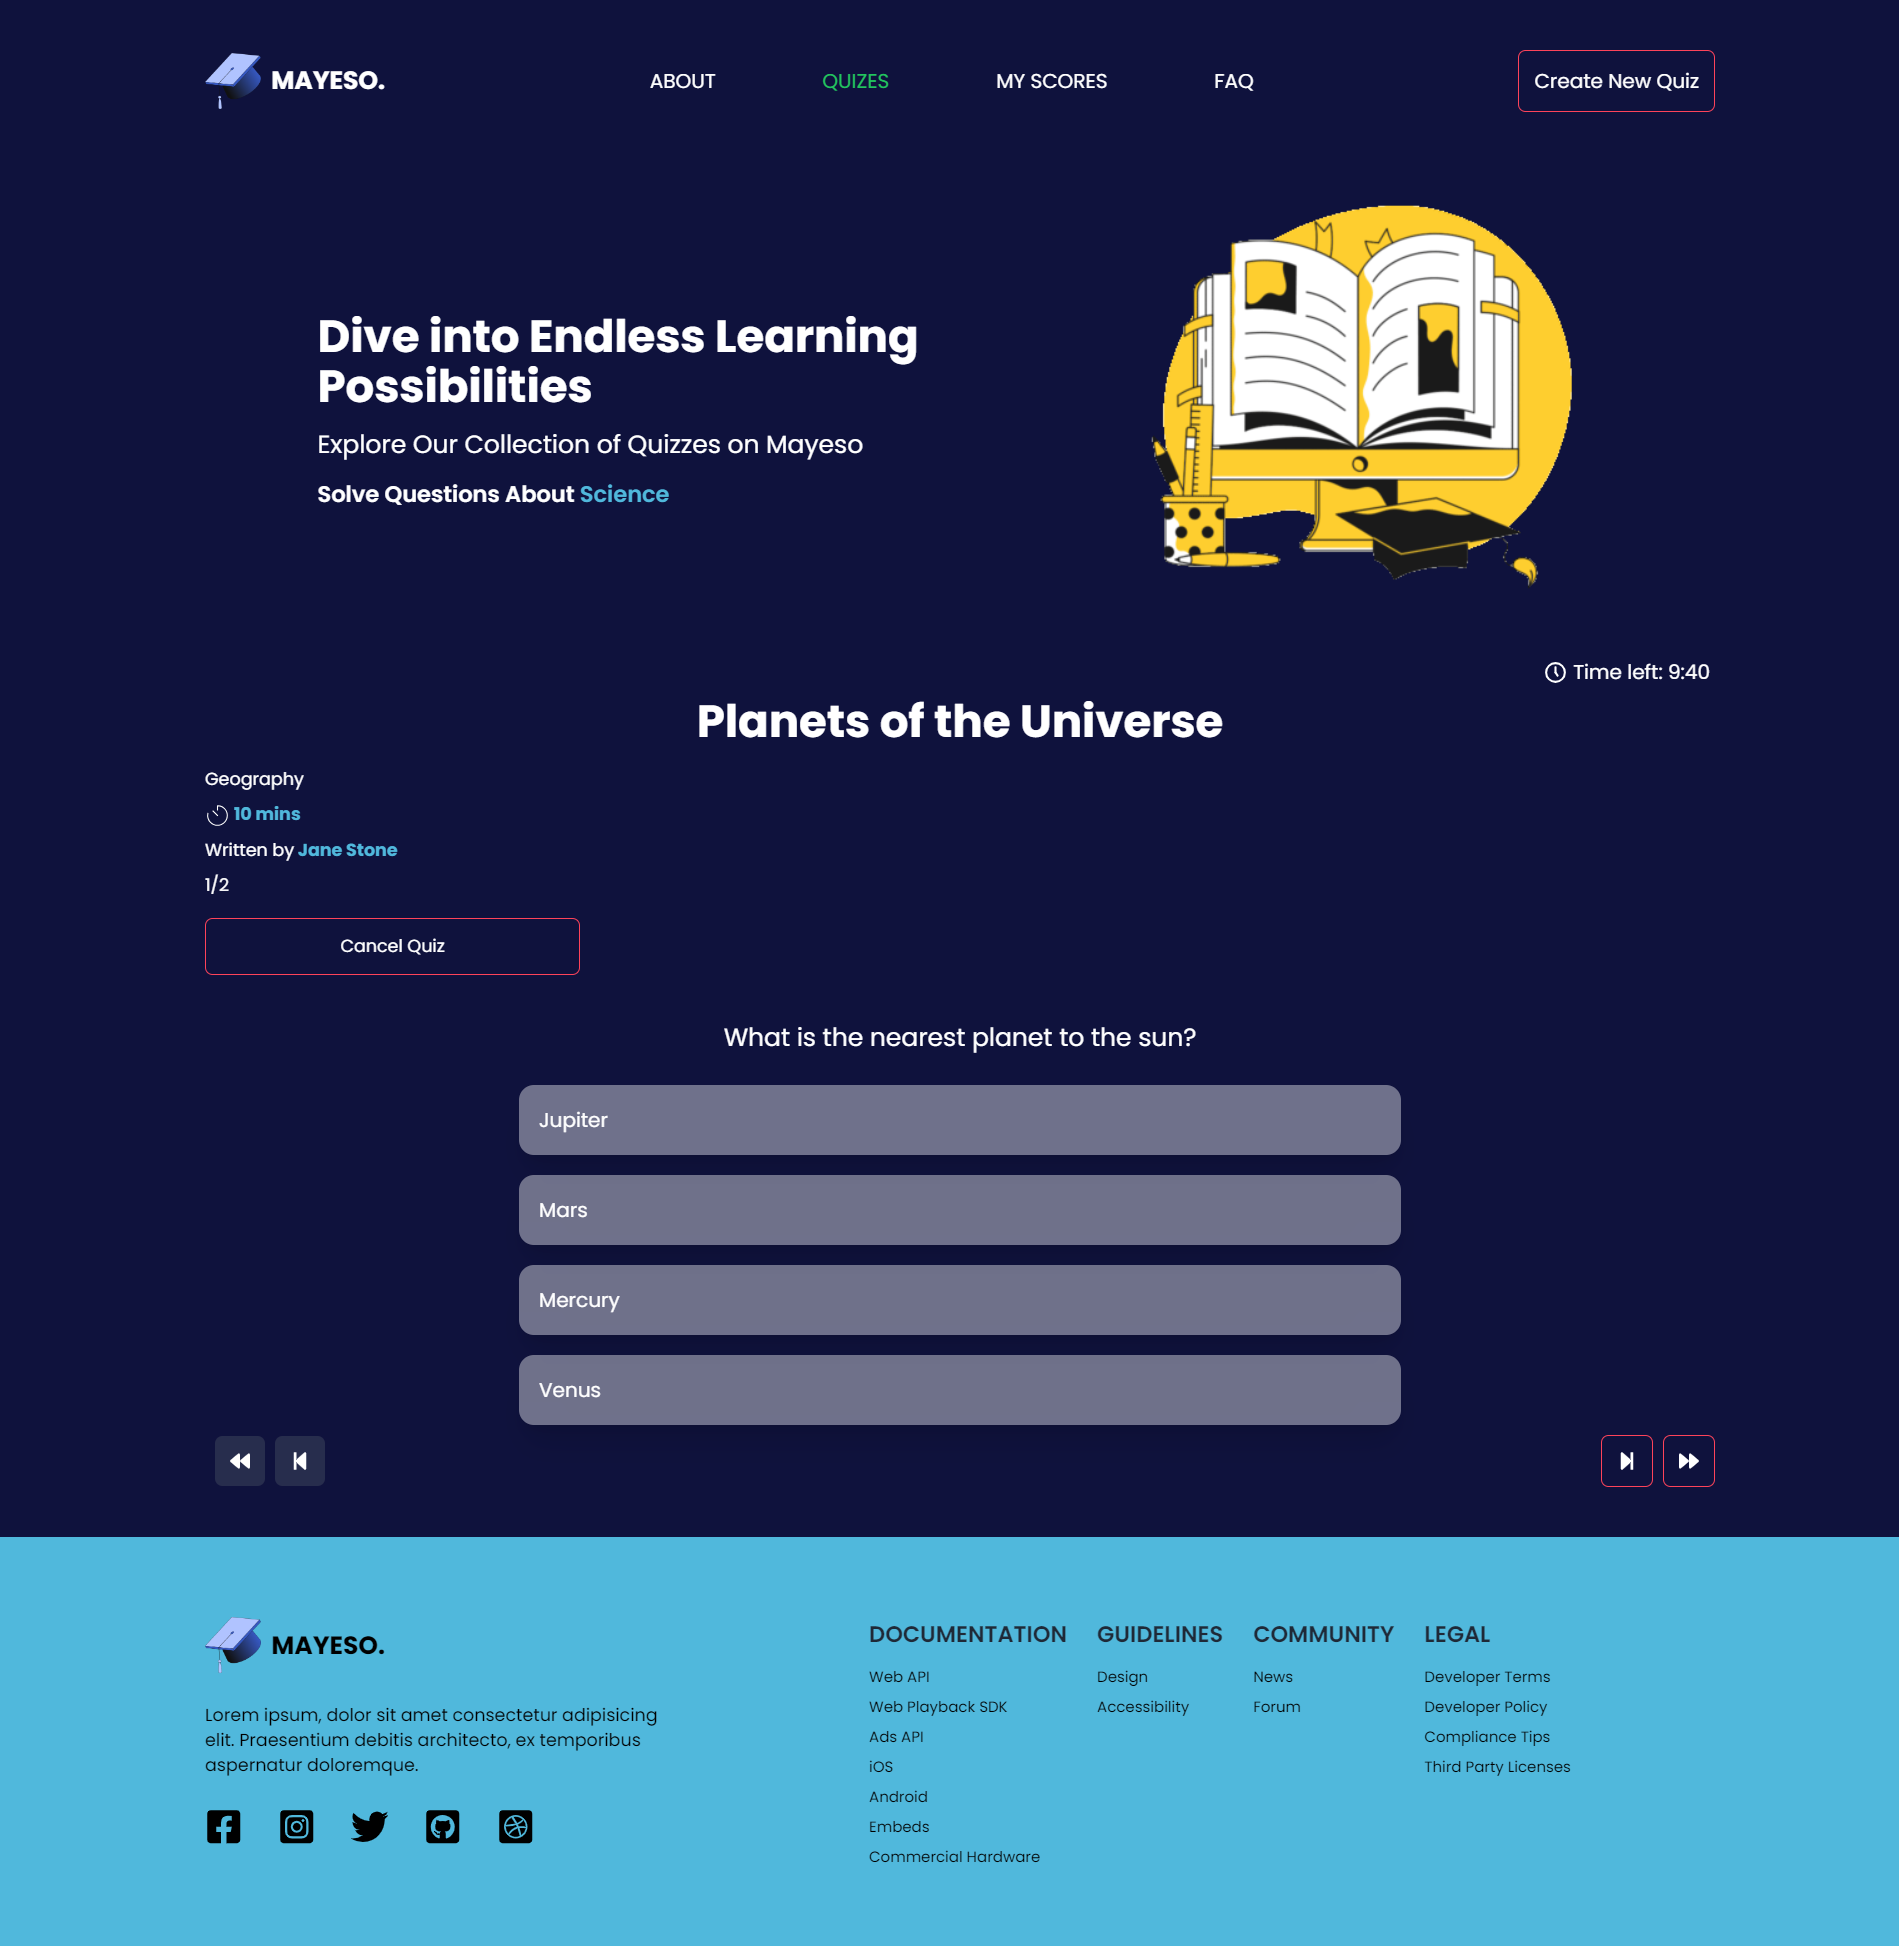 MAYESO.
ABOUT
QUIZES
MY SCORES
FAQ
Create New Quiz
Dive into Endless Learning
Possibilities
Explore Our Collection of Quizzes on Mayeso
Solve Questions About Science
Time left: 9:40
Planets of the Universe
Geography
10 mins
Written by Jane Stone
1/2
Cancel Quiz
What is the nearest planet to the sun?
Jupiter
Mars
Mercury
Venus
MAYESO.
Lorem ipsum, dolor sit amet consectetur adipisicing
elit. Praesentium debitis architecto, ex temporibus
aspernatur doloremque.
DOCUMENTATION
Web API
Web Playback SDK
Ads API
iOS
Android
Embeds
Commercial Hardware
GUIDELINES
Design
Accessibility
COMMUNITY
News
Forum
LEGAL
Developer Terms
Developer Policy
Compliance Tips
Third Party Licenses